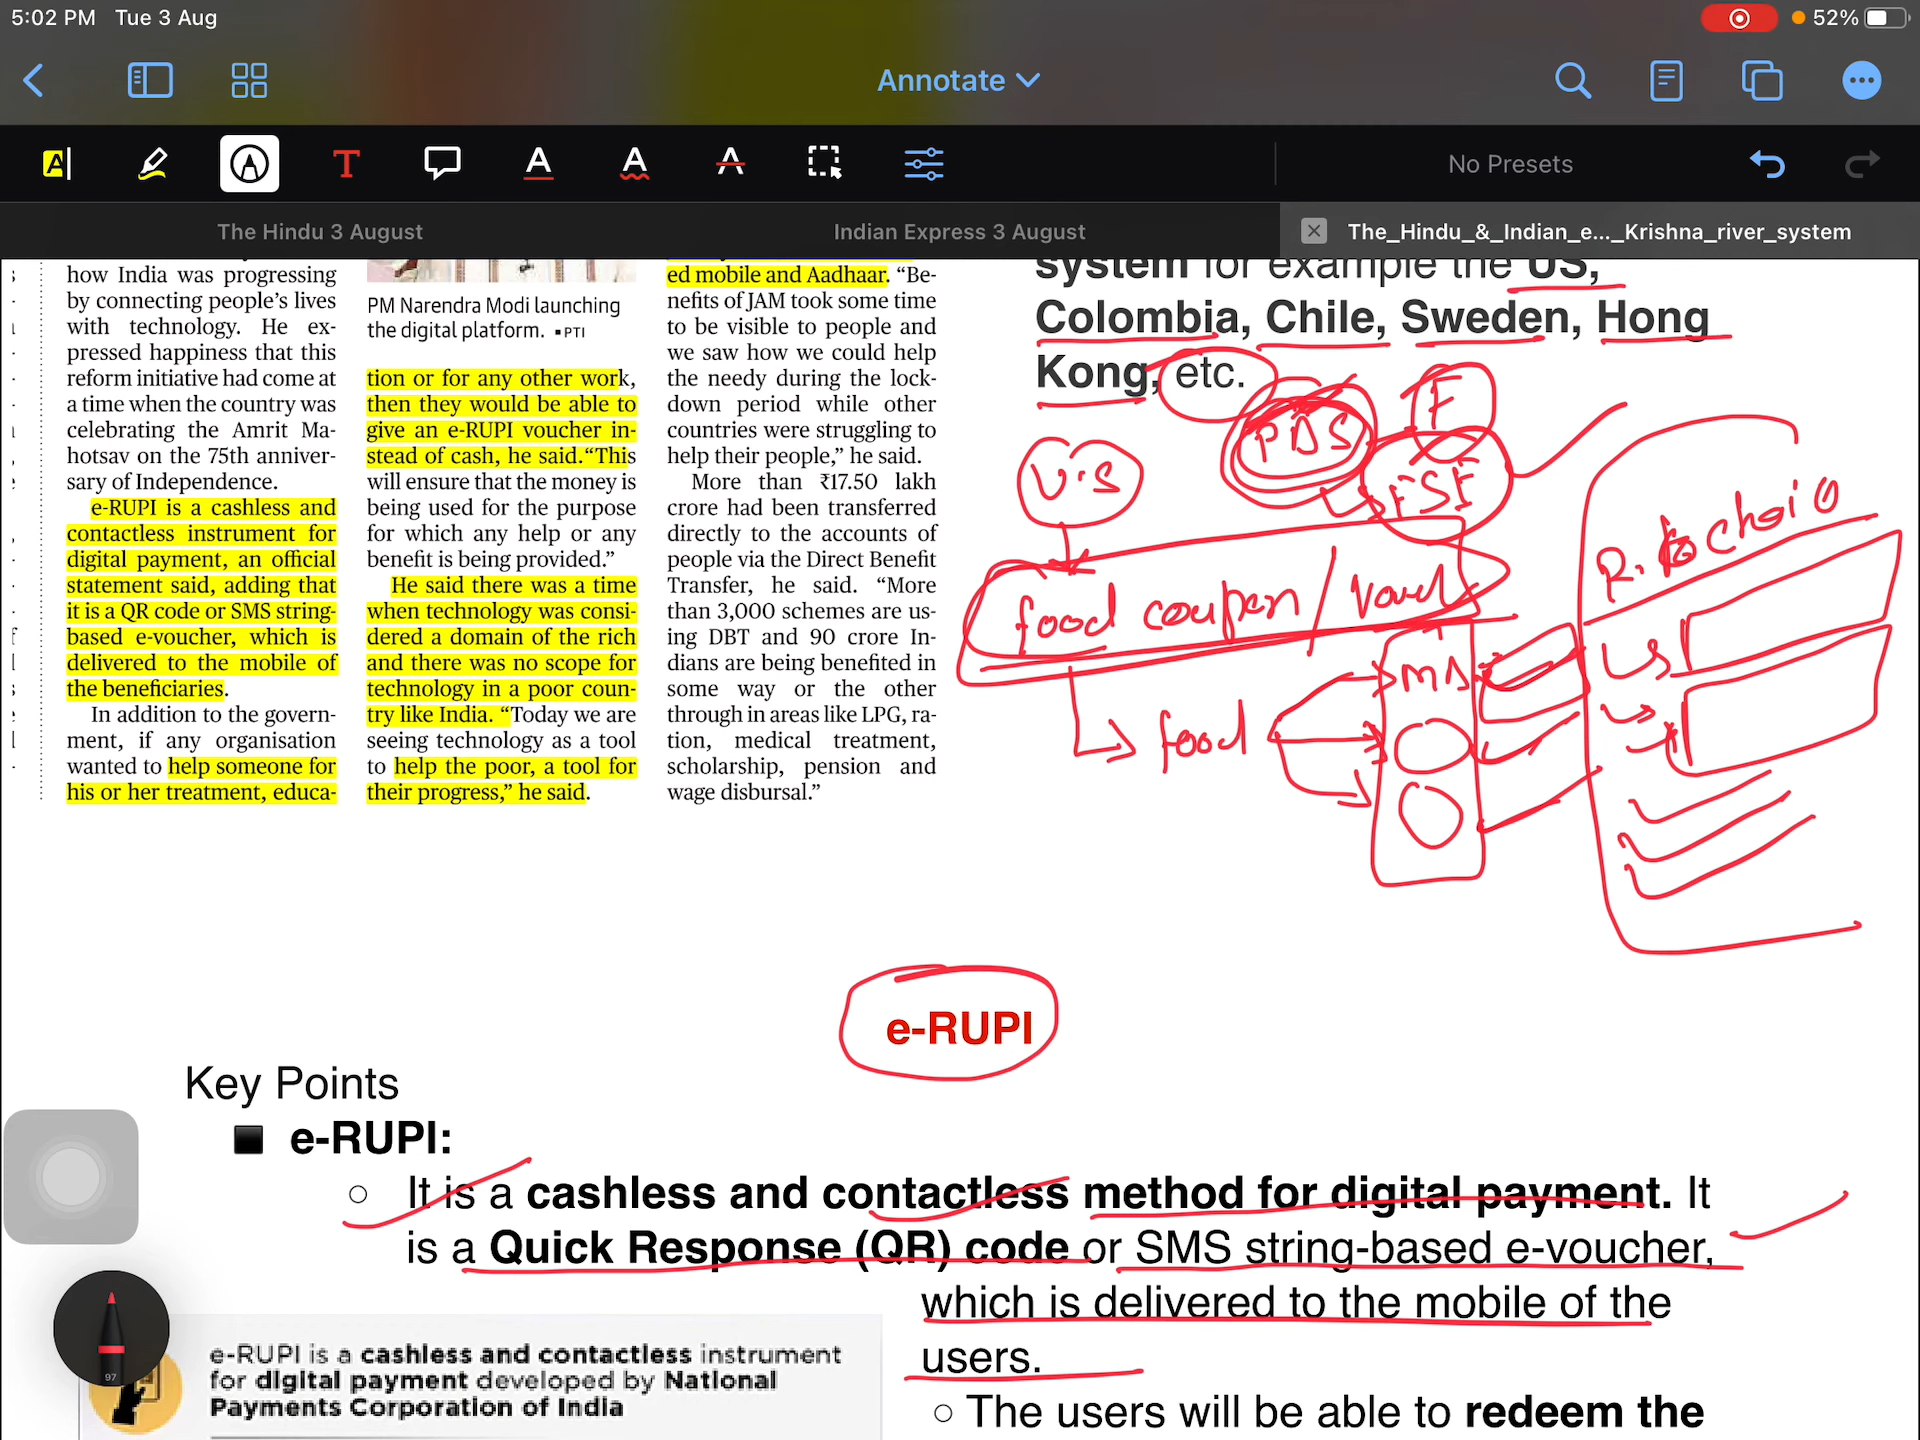 5:02 PM Tue 3 Aug
52%
Annotate
A
T
A
A
A
No Presets
The Hindu 3 August
Indian Express 3 August
The_Hindu_&_Indian_e..._Krishna_river_system
how India was progressing
by connecting people's lives
with technology. He ex-
pressed happiness that this
reform initiative had come at
a time when the country was
celebrating the Amrit Ma-
hotsav on the 75th anniver-
sary of Independence.
e-RUPI is a cashless and
contactless instrument for
digital payment, an official
statement said, adding that
it is a QR code or SMS string-
based e-voucher, which is
delivered to the mobile of
the beneficiaries.
In addition to the govern-
ment, if any organisation
wanted to help someone for
his or her treatment, educa-
PM Narendra Modi launching
the digital platform. ▪PTI
tion or for any other work,
then they would be able to
give an e-RUPI voucher in-
stead of cash, he said.“This
will ensure that the money is
being used for the purpose
for which any help or any
benefit is being provided.”
He said there was a time
when technology was consi-
dered a domain of the rich
and there was no scope for
technology in a poor coun-
try like India. “Today we are
seeing technology as a tool
to help the poor, a tool for
their progress,” he said.
ed mobile and Aadhaar. “Be-
nefits of JAM took some time
to be visible to people and
we saw how we could help
the needy during the lock-
down period while other
countries were struggling to
help their people,” he said.
More than ₹17.50 lakh
crore had been transferred
directly to the accounts of
people via the Direct Benefit
Transfer, he said. “More
than 3,000 schemes are us-
ing DBT and 90 crore In-
dians are being benefited in
some way or the other
through in areas like LPG, ra-
tion, medical treatment,
scholarship, pension and
wage disbursal.”
system for example the US,
Colombia, Chile, Sweden, Hong
Kong, etc.
PDS
F
U.S
food coupen/
food
e-RUPI
Key Points
■ e-RUPI:
○ It is a cashless and contactless method for digital payment. It
is a Quick Response (QR) code or SMS string-based e-voucher,
which is delivered to the mobile of the
users.
○ The users will be able to redeem the
97
e-RUPI is a cashless and contactless instrument
for digital payment developed by National
Payments Corporation of India